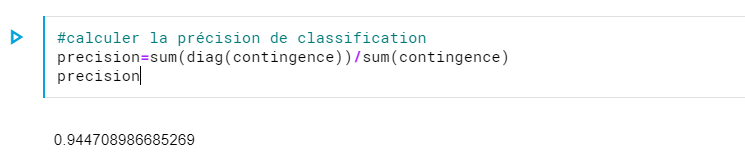 #calculer la précision de classification
precision=sum(diag(contingence))/sum(contingence)
precision
0.944708986685269